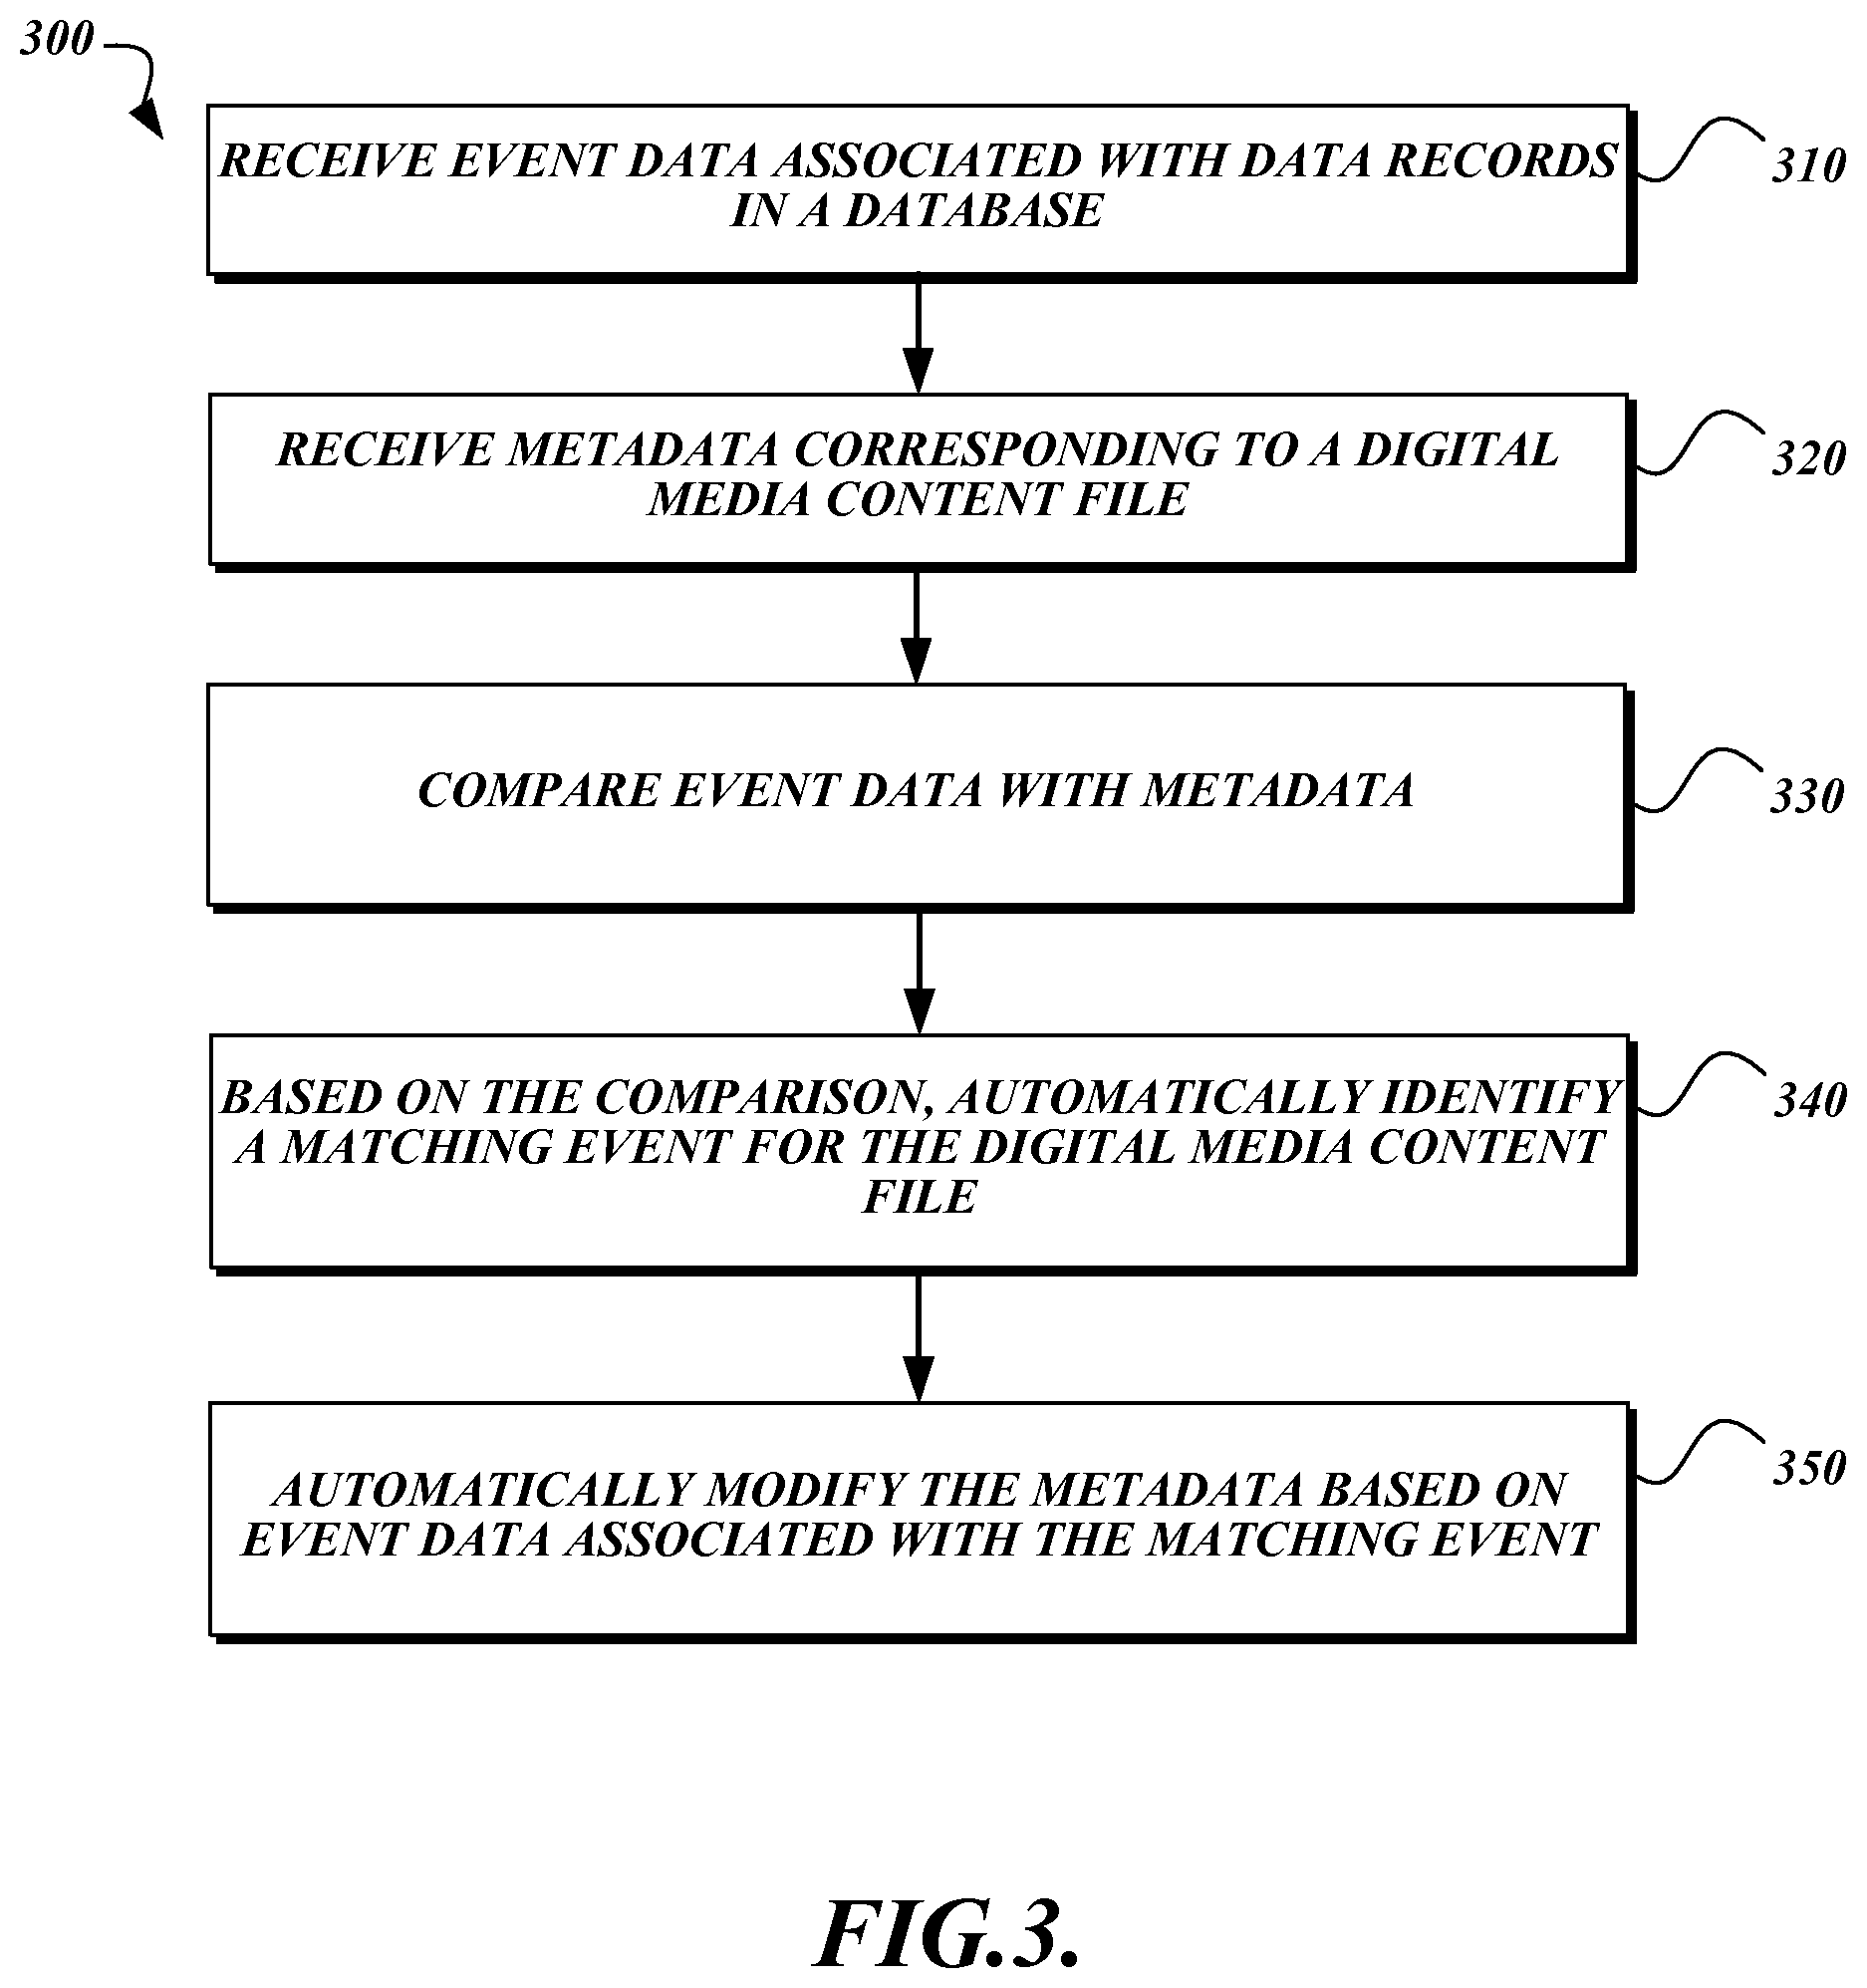 300
RECEIVE EVENT DATA ASSOCIATED WITH DATA RECORDS
IN A DATABASE
310
RECEIVE METADATA CORRESPONDING TO A DIGITAL
MEDIA CONTENT FILE
320
COMPARE EVENT DATA WITH METADATA
330
BASED ON THE COMPARISON, AUTOMATICALLY IDENTIFY
A MATCHING EVENT FOR THE DIGITAL MEDIA CONTENT
FILE
340
AUTOMATICALLY MODIFY THE METADATA BASED ON
EVENT DATA ASSOCIATED WITH THE MATCHING EVENT
350
FIG.3.